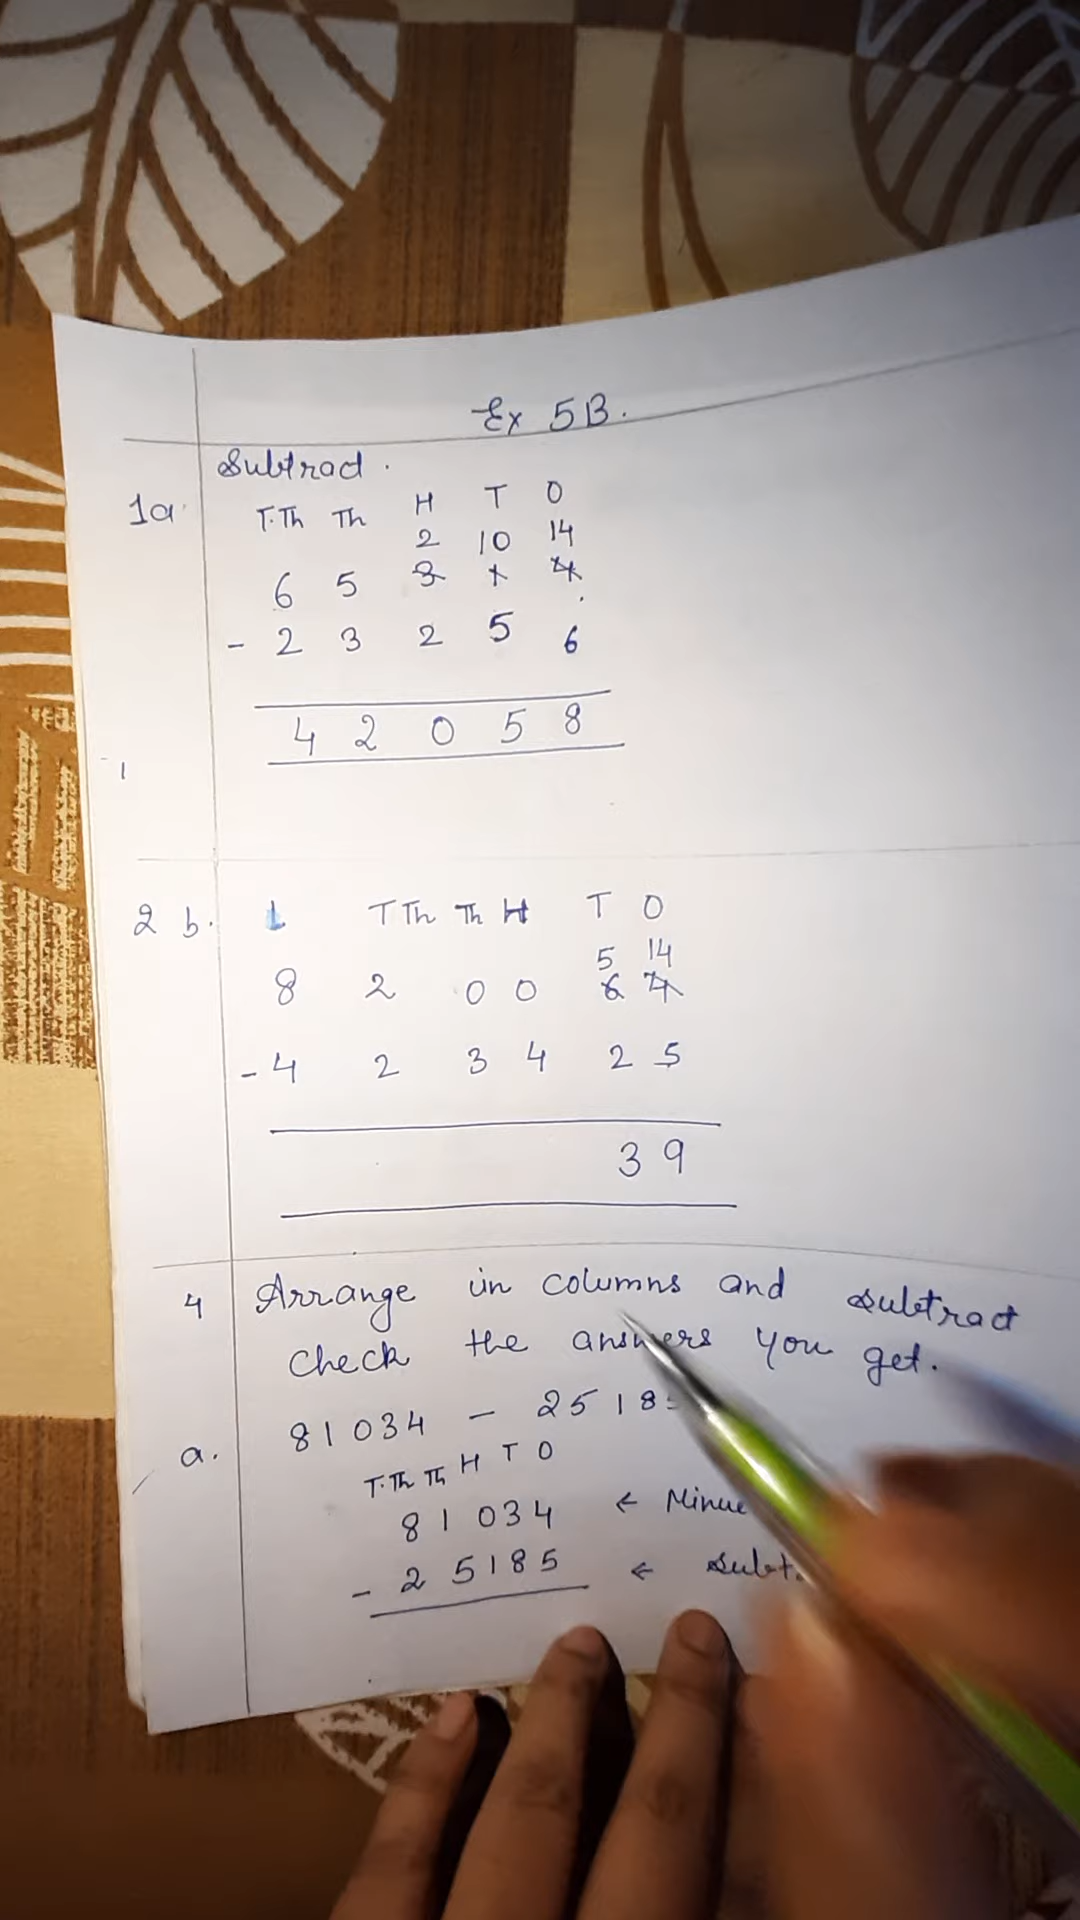 Ex 5B.
Subtract.
1a. T.Th Th H T O
2 10 14
6 5 3 1 4
- 2 3 2 5 6
4 2 0 5 8
2 b. L T Th Th H T O
5 14
8 2 0 0 6 4
- 4 2 3 4 2 5
3 9
4 Arrange in columns and subtract
check the answers you get.
a. 81034 - 25185
T.Th Th H T O
8 1 0 3 4 ←
- 2 5 1 8 5 ←